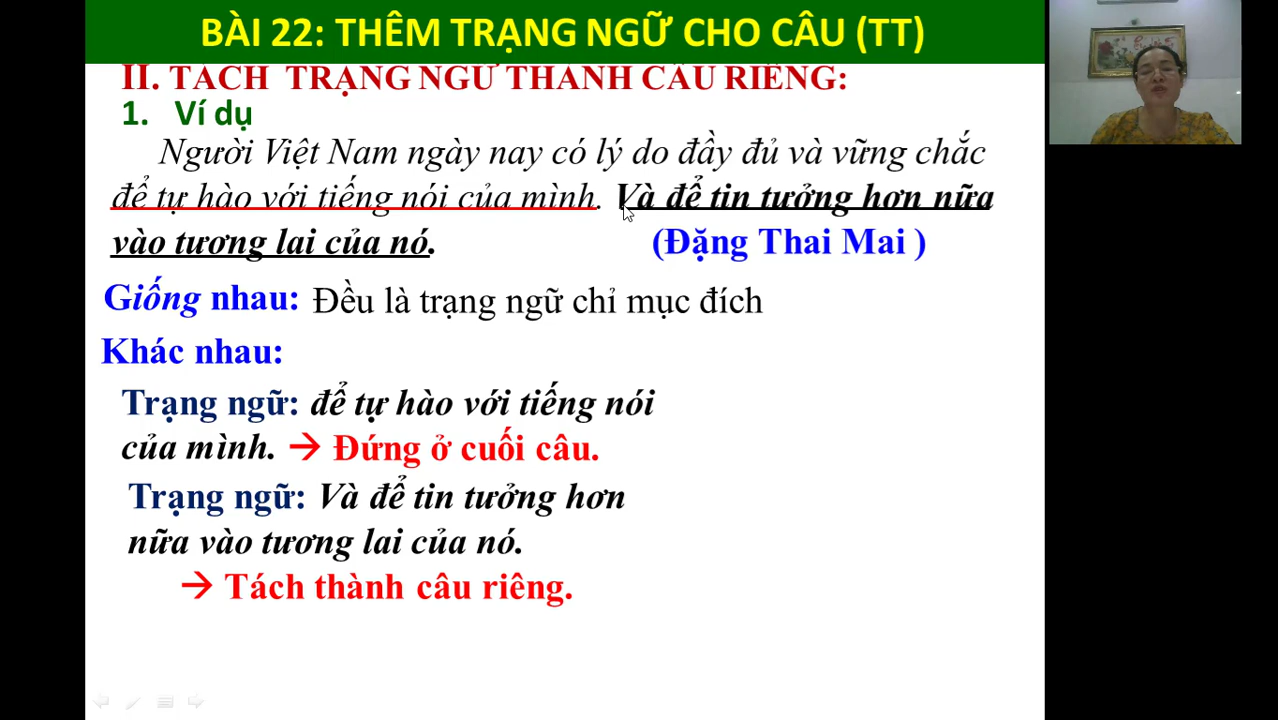 BÀI 22: THÊM TRẠNG NGỮ CHO CÂU (TT)
II. TÁCH TRẠNG NGỮ THÀNH CÂU RIÊNG:
1. Ví dụ
Người Việt Nam ngày nay có lý do đầy đủ và vững chắc
để tự hào với tiếng nói của mình. Và để tin tưởng hơn nữa
vào tương lai của nó. (Đặng Thai Mai )
Giống nhau: Đều là trạng ngữ chỉ mục đích
Khác nhau:
Trạng ngữ: để tự hào với tiếng nói
của mình. → Đứng ở cuối câu.
Trạng ngữ: Và để tin tưởng hơn
nữa vào tương lai của nó.
→ Tách thành câu riêng.